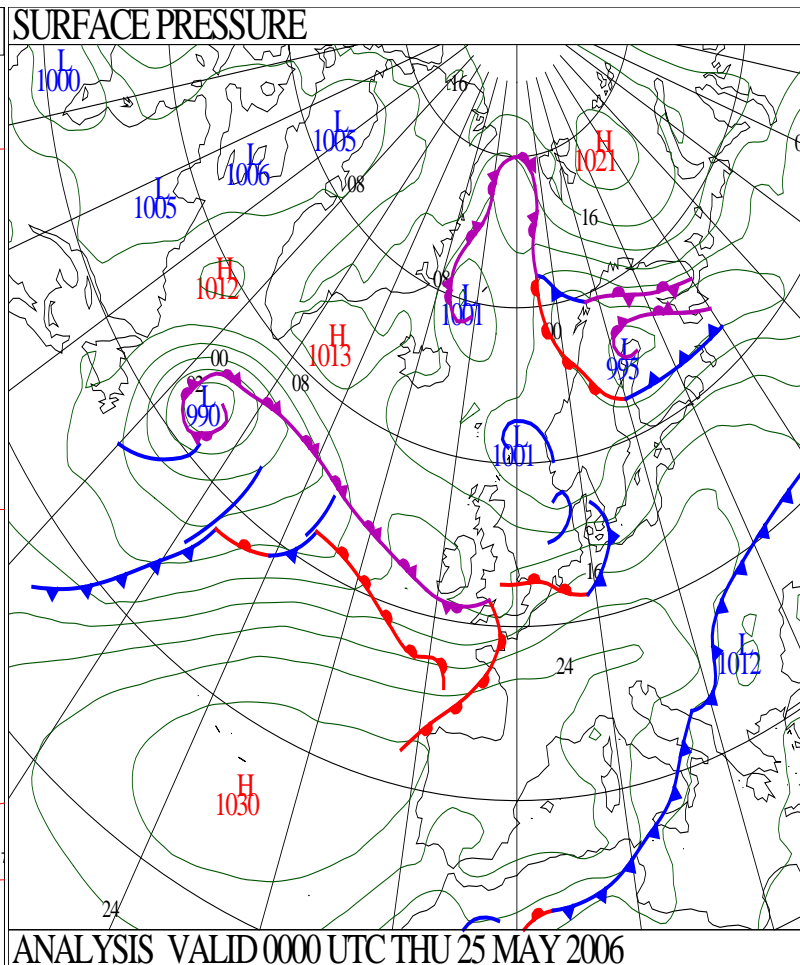 SURFACE PRESSURE
L
1000
16
L
1005
H
1021
L
1006
08
L
1005
16
H
1012
08
L
1001
00
H
1013
L
995
00
08
L
990
L
1001
16
L
1012
24
H
1030
24
ANALYSIS VALID 0000 UTC THU 25 MAY 2006